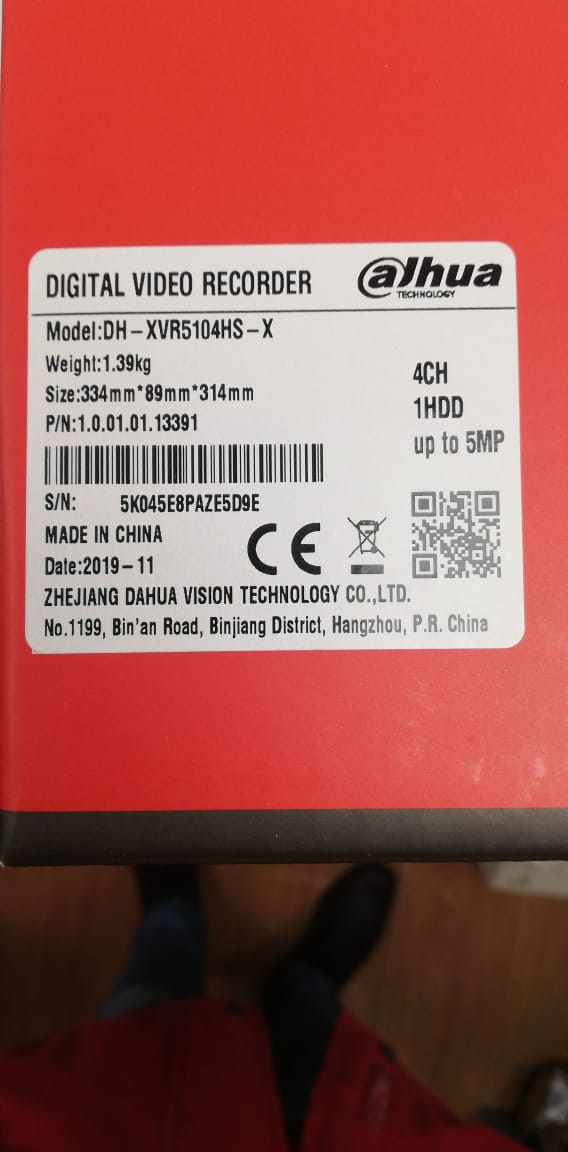 DIGITAL VIDEO RECORDER
alhua
TECHNOLOGY
Model:DH-XVR5104HS-X
Weight:1.39kg
Size:334mm*89mm*314mm
P/N:1.0.01.01.13391
4CH
1HDD
up to 5MP
S/N: 5K045E8PAZE5D9E
MADE IN CHINA
Date:2019-11
CE
ZHEJIANG DAHUA VISION TECHNOLOGY CO.,LTD.
No.1199, Bin'an Road, Binjiang District, Hangzhou, P.R. China